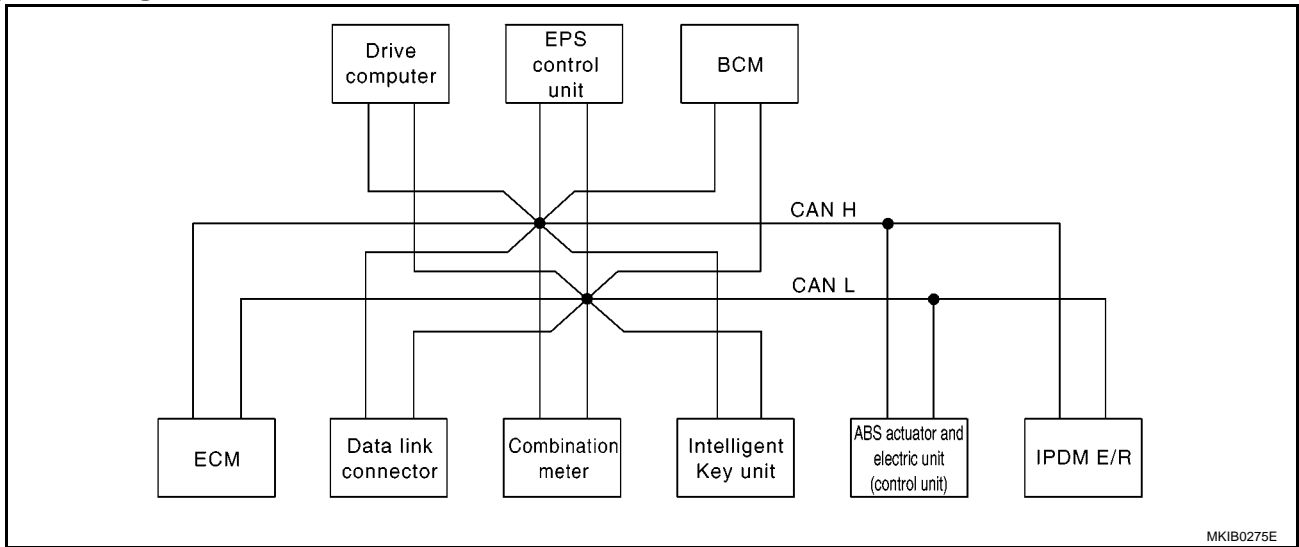 Drive
computer
EPS
control
unit
BCM
CAN H
CAN L
ECM
Data link
connector
Combination
meter
Intelligent
Key unit
ABS actuator and
electric unit
(control unit)
IPDM E/R
MKIB0275E